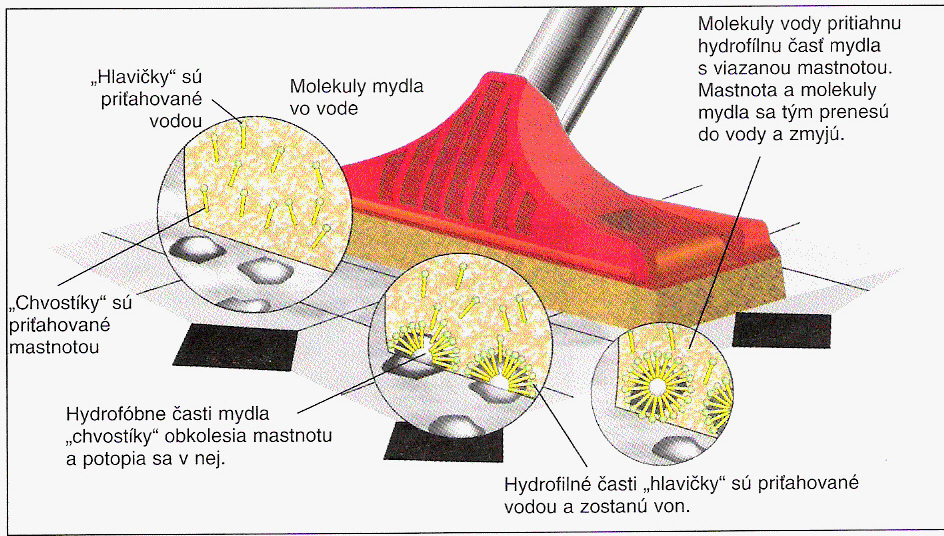 „Hlavičky“ sú
priťahované
vodou
Molekuly mydla
vo vode
Molekuly vody pritiahnu
hydrofílnu časť mydla
s viazanou mastnotou.
Mastnota a molekuly
mydla sa tým prenesú
do vody a zmyjú.
„Chvostíky“ sú
priťahované
mastnotou
Hydrofóbne časti mydla
„chvostíky“ obkolesia mastnotu
a potopia sa v nej.
Hydrofilné časti „hlavičky“ sú priťahované
vodou a zostanú von.